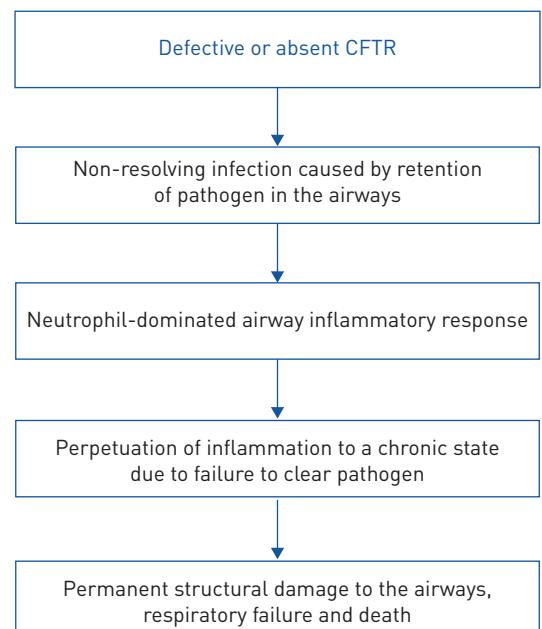 Defective or absent CFTR
Non-resolving infection caused by retention
of pathogen in the airways
Neutrophil-dominated airway inflammatory response
Perpetuation of inflammation to a chronic state
due to failure to clear pathogen
Permanent structural damage to the airways,
respiratory failure and death